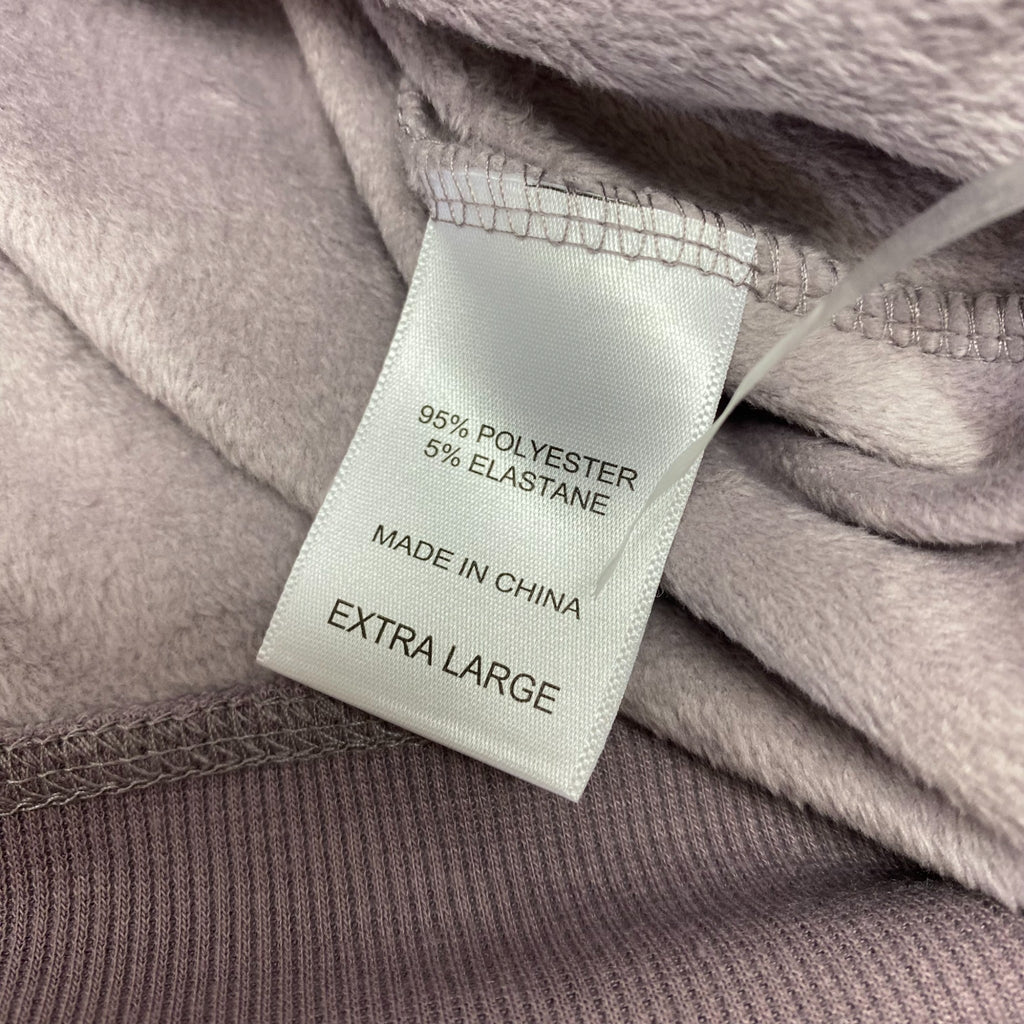 95% POLYESTER
5% ELASTANE
MADE IN CHINA
EXTRA LARGE